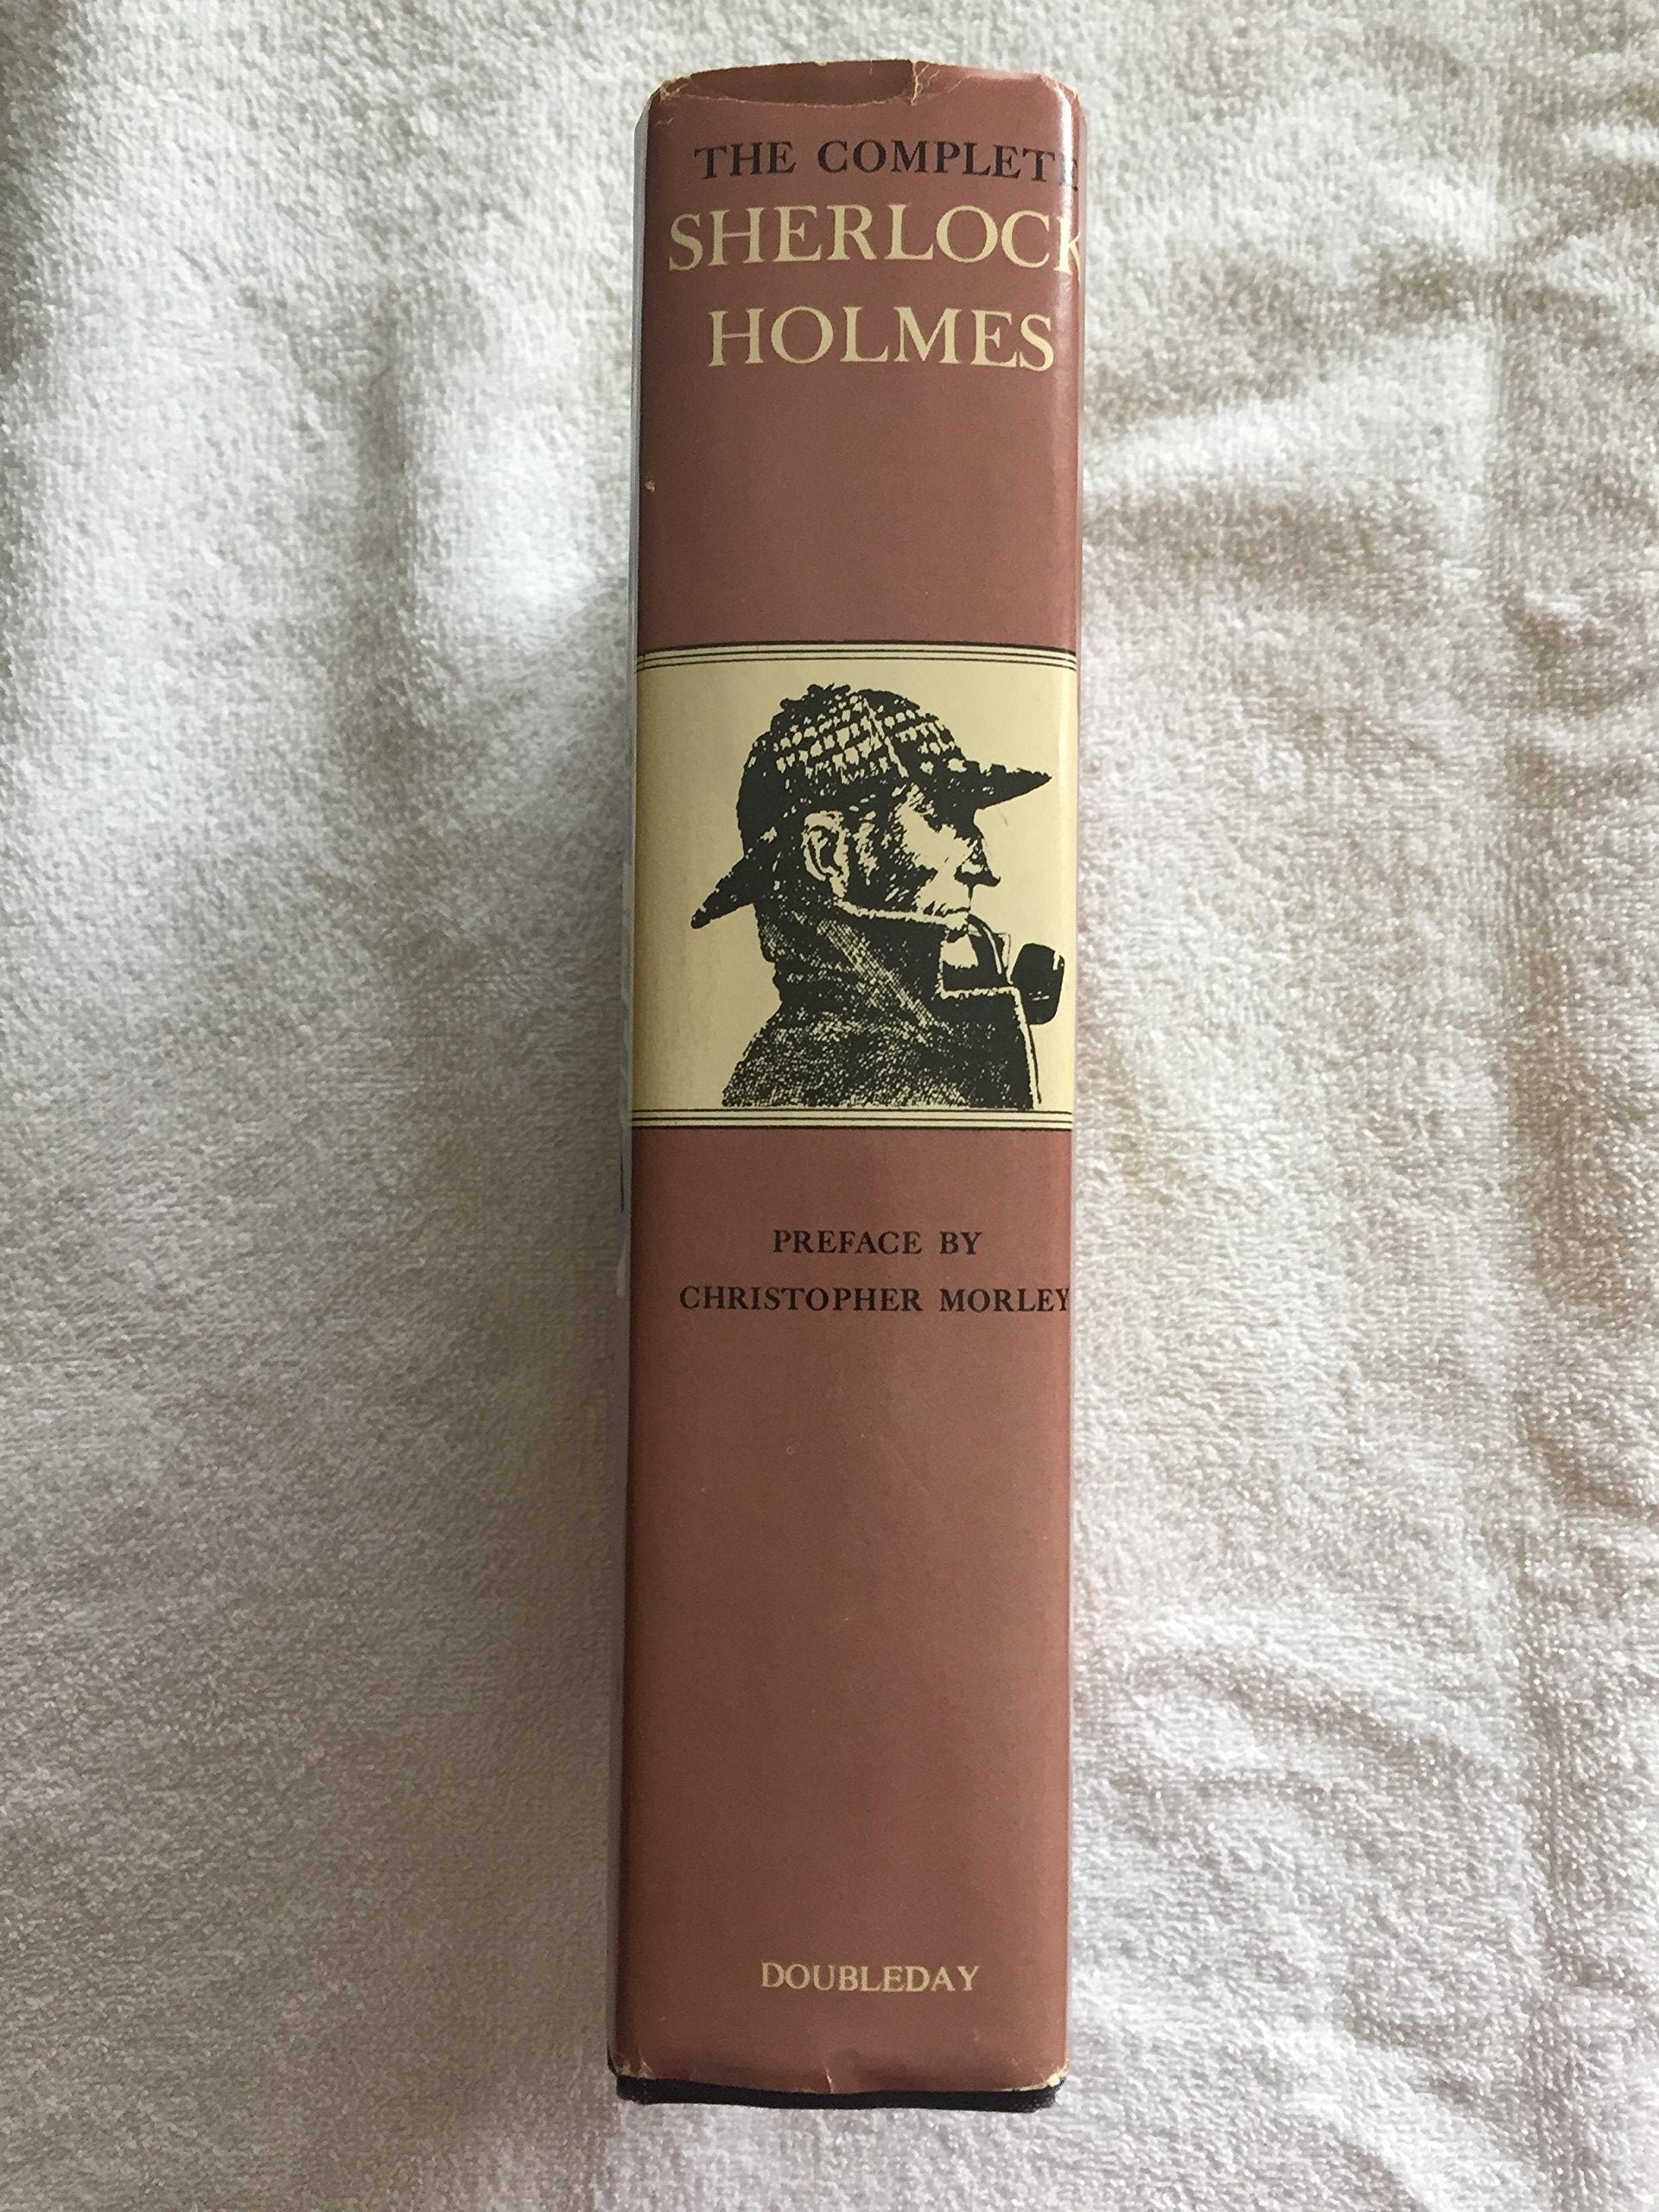 THE COMPLETE
SHERLOCK
HOLMES
PREFACE BY
CHRISTOPHER MORLEY
DOUBLEDAY